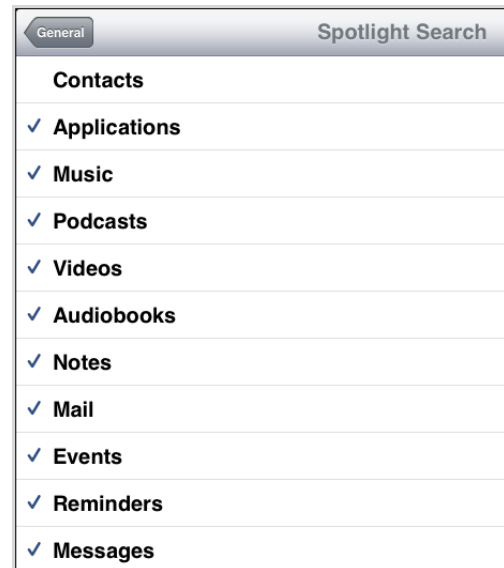 General
Spotlight Search
Contacts
Applications
Music
Podcasts
Videos
Audiobooks
Notes
Mail
Events
Reminders
Messages